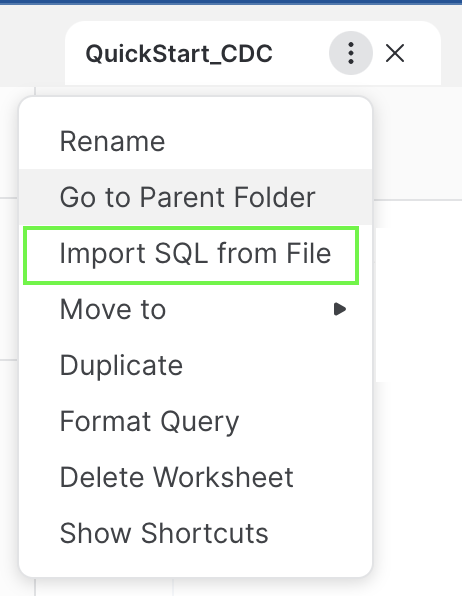 QuickStart_CDC
Rename
Go to Parent Folder
Import SQL from File
Move to
Duplicate
Format Query
Delete Worksheet
Show Shortcuts